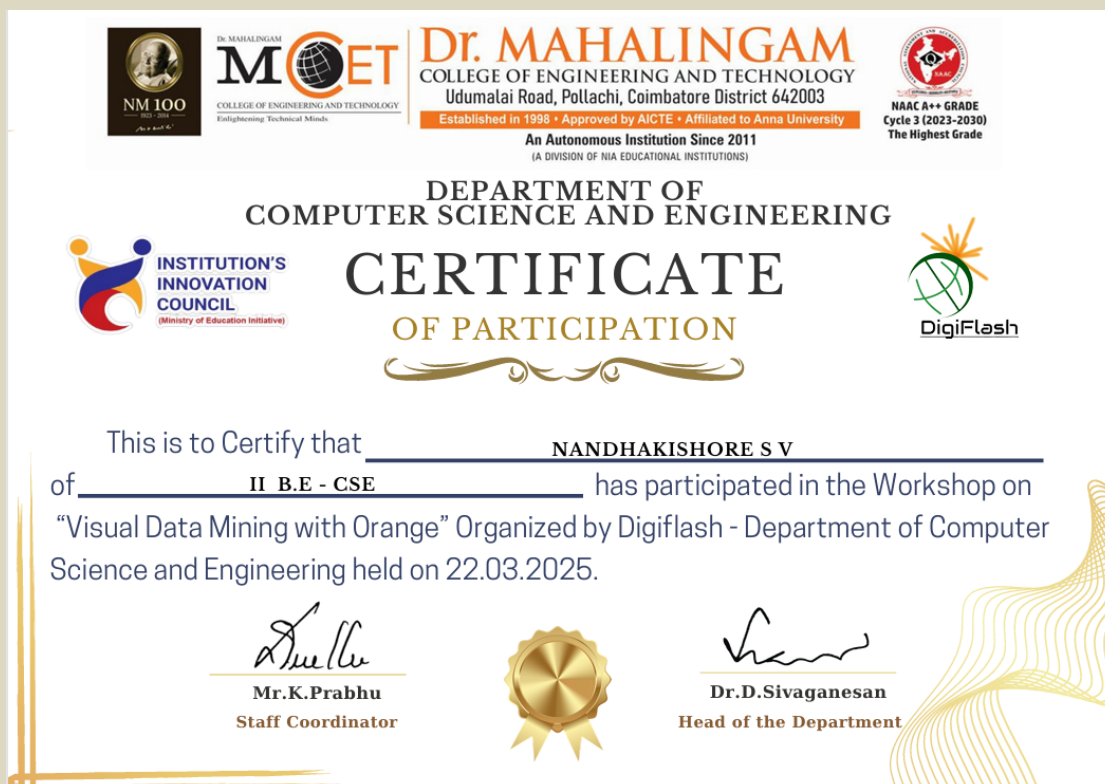 NM 100
1923 - 2014
Dr. MAHALINGAM
MCET
COLLEGE OF ENGINEERING AND TECHNOLOGY
Enlightening Technical Minds
Dr. MAHALINGAM
COLLEGE OF ENGINEERING AND TECHNOLOGY
Udumalai Road, Pollachi, Coimbatore District 642003
Established in 1998 • Approved by AICTE • Affiliated to Anna University
An Autonomous Institution Since 2011
(A DIVISION OF NIA EDUCATIONAL INSTITUTIONS)
NAAC
NAAC A++ GRADE
Cycle 3 (2023-2030)
The Highest Grade
DEPARTMENT OF
COMPUTER SCIENCE AND ENGINEERING
INSTITUTION'S
INNOVATION
COUNCIL
(Ministry of Education Initiative)
CERTIFICATE
OF PARTICIPATION
DigiFlash
This is to Certify that NANDHAKISHORE S V
of II B.E - CSE has participated in the Workshop on
“Visual Data Mining with Orange” Organized by Digiflash - Department of Computer
Science and Engineering held on 22.03.2025.
Mr.K.Prabhu
Staff Coordinator
Dr.D.Sivaganesan
Head of the Department